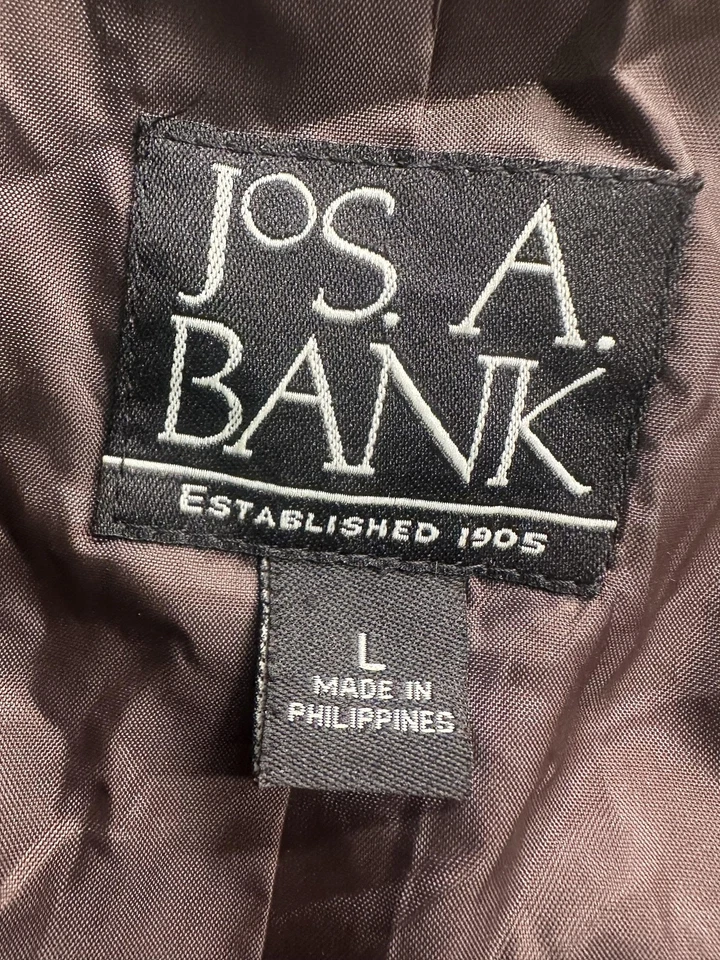 JoS. A.
BANK
ESTABLISHED 1905
L
MADE IN
PHILIPPINES